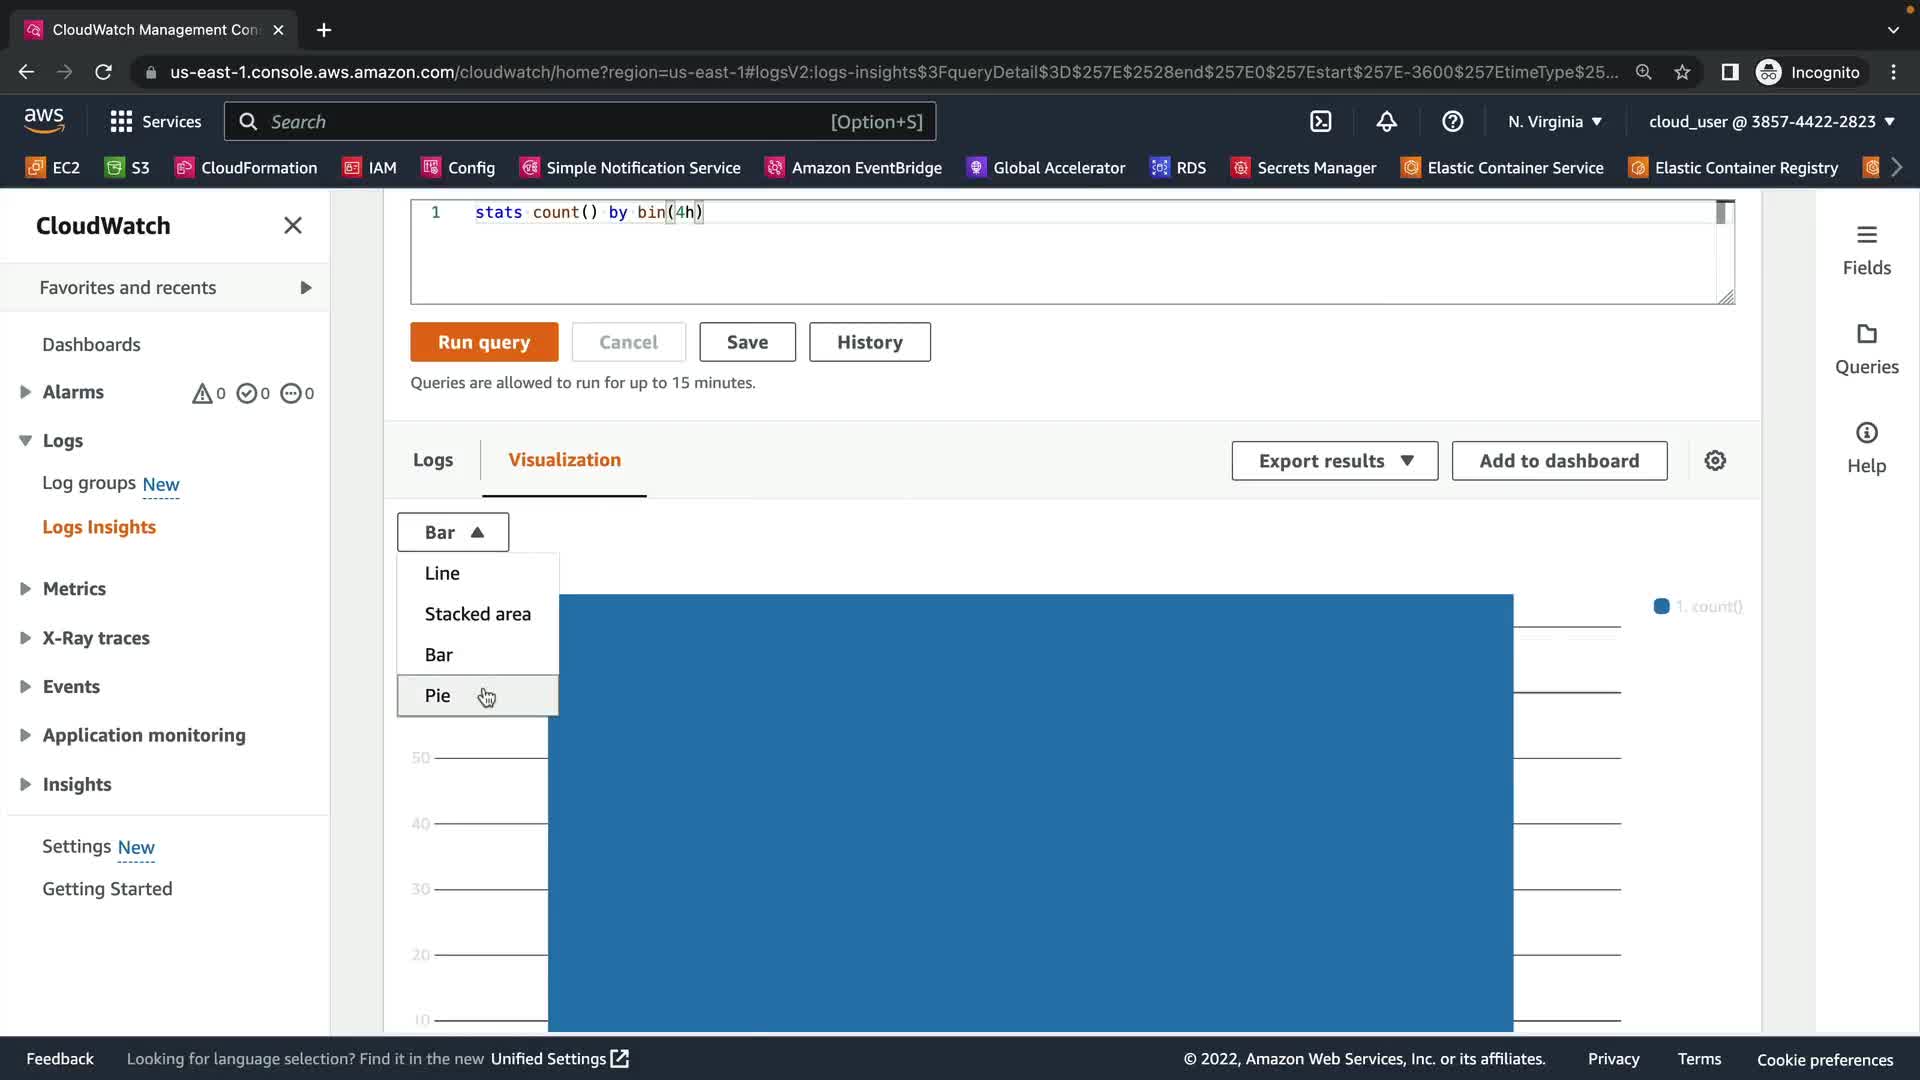 CloudWatch Management Con
us-east-1.console.aws.amazon.com/cloudwatch/home?region=us-east-1#logsV2:logs-insights$3FqueryDetail$3D$257E$2528end$257E0$257Estart$257E-3600$257EtimeType$25...
Incognito
aws
Services
Search
[Option+S]
N. Virginia
cloud_user @ 3857-4422-2823
EC2
S3
CloudFormation
IAM
Config
Simple Notification Service
Amazon EventBridge
Global Accelerator
RDS
Secrets Manager
Elastic Container Service
Elastic Container Registry
CloudWatch
Favorites and recents
Dashboards
Alarms
0
0
0
Logs
Log groups New
Logs Insights
Metrics
X-Ray traces
Events
Application monitoring
Insights
Settings New
Getting Started
1 stats count() by bin(4h)
Run query
Cancel
Save
History
Queries are allowed to run for up to 15 minutes.
Logs
Visualization
Export results
Add to dashboard
Bar
Line
Stacked area
Bar
Pie
50
40
30
20
10
1. count()
Fields
Queries
Help
Feedback
Looking for language selection? Find it in the new Unified Settings
© 2022, Amazon Web Services, Inc. or its affiliates.
Privacy
Terms
Cookie preferences